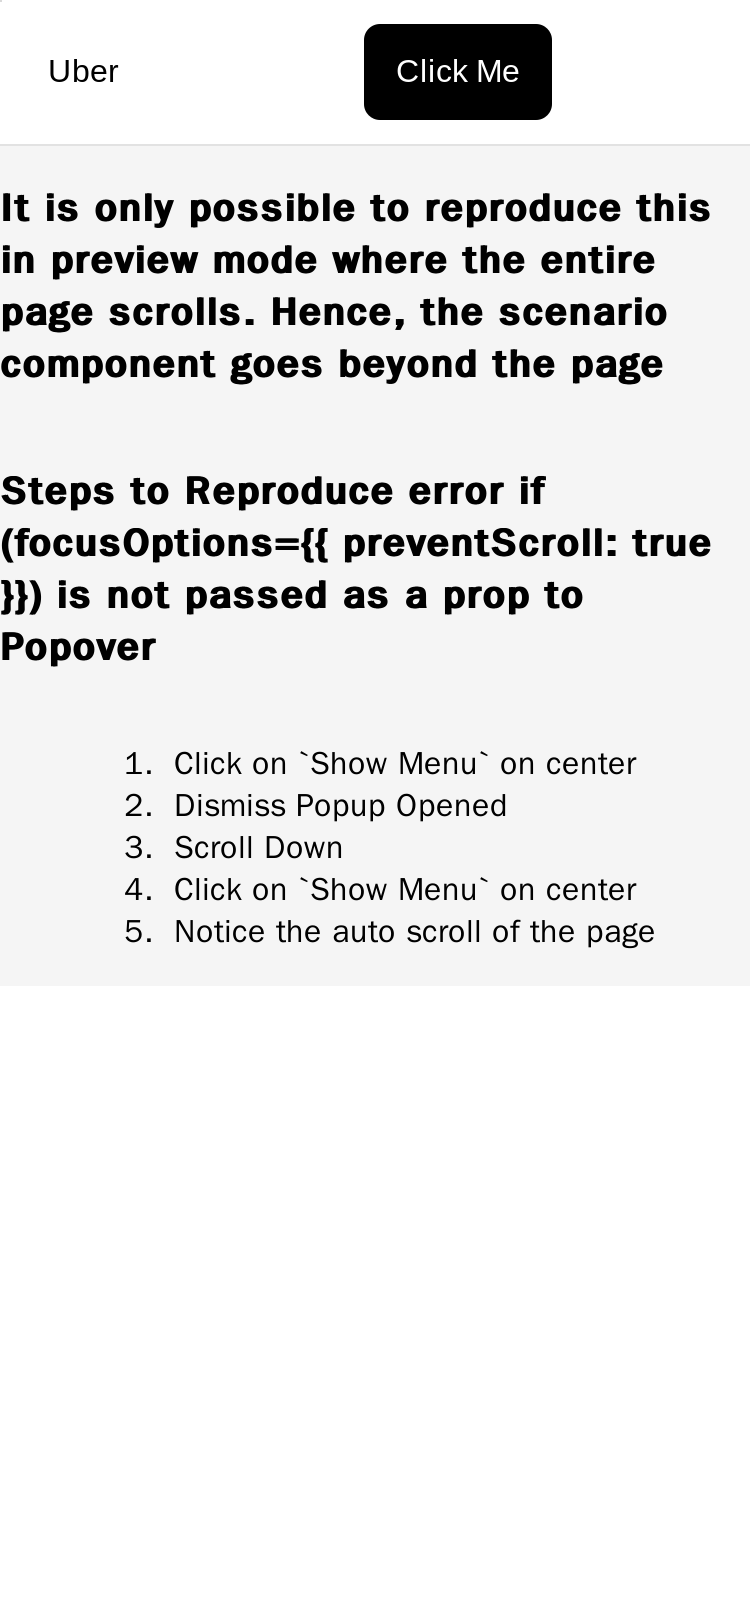 Uber
Click Me
It is only possible to reproduce this
in preview mode where the entire
page scrolls. Hence, the scenario
component goes beyond the page
Steps to Reproduce error if
(focusOptions={{ preventScroll: true
}}) is not passed as a prop to
Popover
1. Click on `Show Menu` on center
2. Dismiss Popup Opened
3. Scroll Down
4. Click on `Show Menu` on center
5. Notice the auto scroll of the page